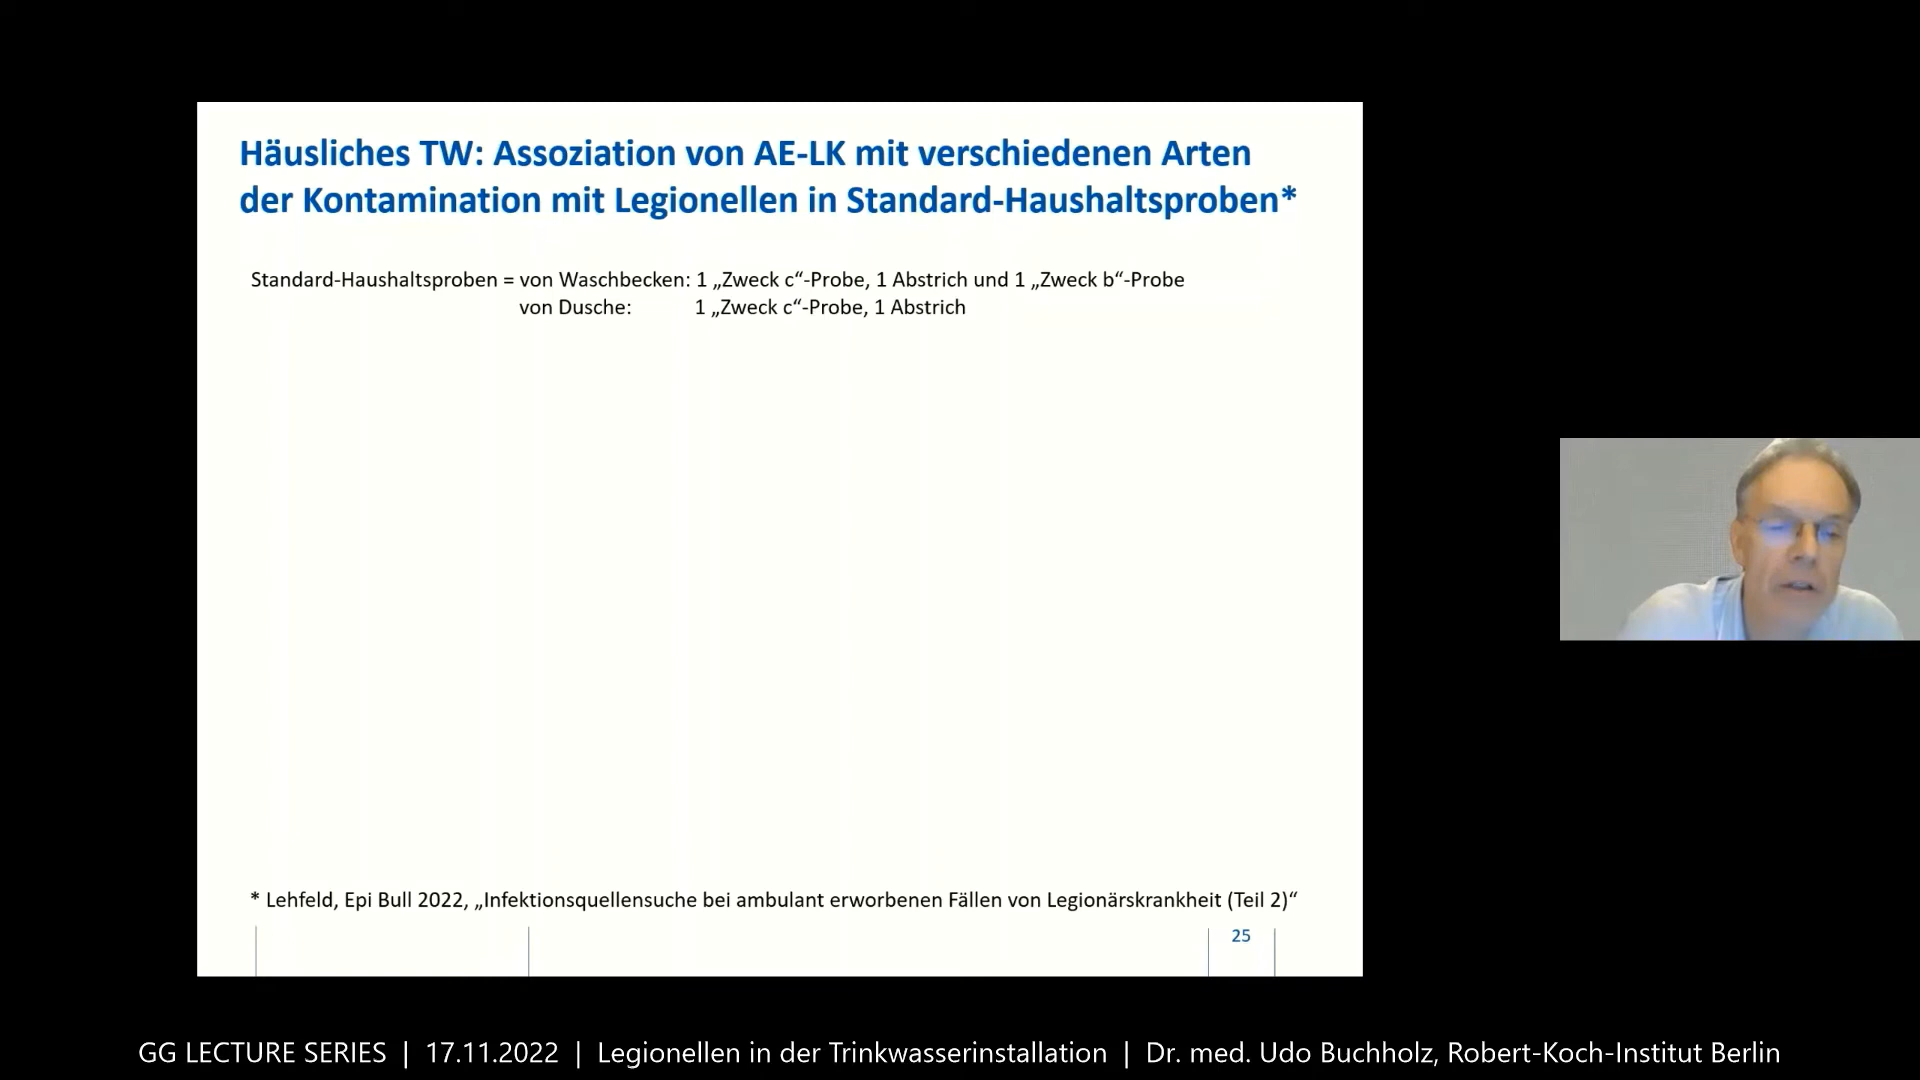 Häusliches TW: Assoziation von AE-LK mit verschiedenen Arten
der Kontamination mit Legionellen in Standard-Haushaltsproben*
Standard-Haushaltsproben = von Waschbecken: 1 „Zweck c“-Probe, 1 Abstrich und 1 „Zweck b“-Probe
von Dusche: 1 „Zweck c“-Probe, 1 Abstrich
* Lehfeld, Epi Bull 2022, „Infektionsquellensuche bei ambulant erworbenen Fällen von Legionärskrankheit (Teil 2)“
25
GG LECTURE SERIES | 17.11.2022 | Legionellen in der Trinkwasserinstallation | Dr. med. Udo Buchholz, Robert-Koch-Institut Berlin